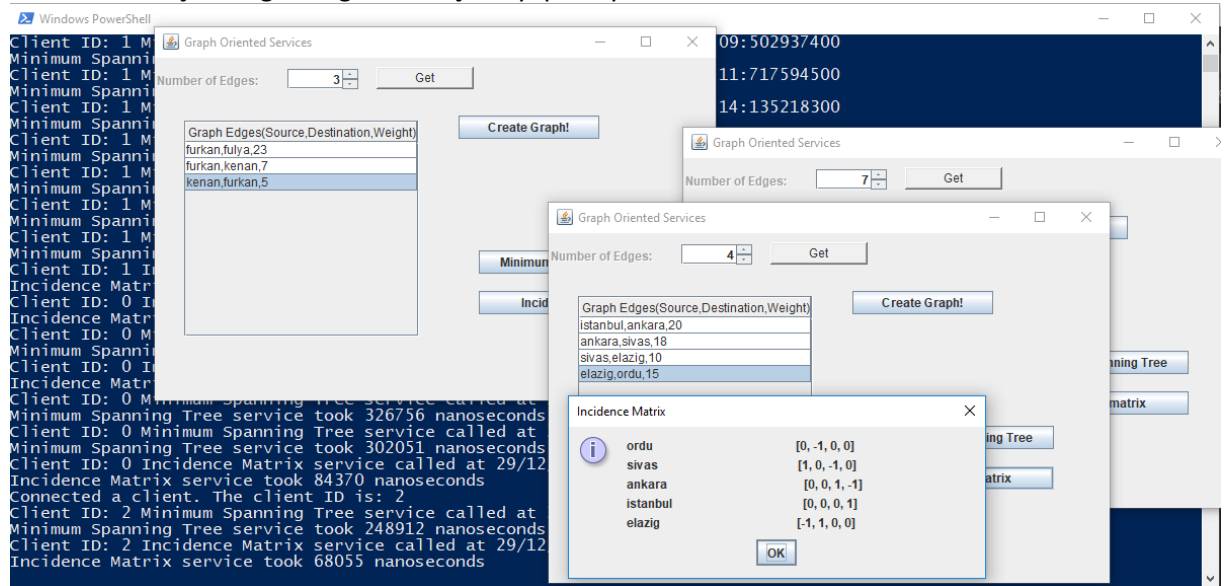 Windows PowerShell
Client ID: 1 M
Minimum Spanni
Client ID: 1 M
Minimum Spanni
Client ID: 1 M
Minimum Spanni
Client ID: 1 M
Minimum Spanni
Client ID: 1 M
Minimum Spanni
Client ID: 1 M
Minimum Spanni
Client ID: 1 M
Minimum Spanni
Client ID: 1 I
Incidence Matr
Client ID: 0 I
Incidence Matr
Client ID: 0 M
Minimum Spanni
Client ID: 0 I
Incidence Matr
Client ID: 0 Minimum Spanning Tree service called at
Minimum Spanning Tree service took 326756 nanoseconds
Client ID: 0 Minimum Spanning Tree service called at
Minimum Spanning Tree service took 302051 nanoseconds
Client ID: 0 Incidence Matrix service called at 29/12
Incidence Matrix service took 84370 nanoseconds
Connected a client. The client ID is: 2
Client ID: 2 Minimum Spanning Tree service called at
Minimum Spanning Tree service took 248912 nanoseconds
Client ID: 2 Incidence Matrix service called at 29/12
Incidence Matrix service took 68055 nanoseconds
09:502937400
11:717594500
14:135218300
Graph Oriented Services
Number of Edges: 3 Get
Create Graph!
Graph Edges(Source,Destination,Weight)
furkan,fulya,23
furkan,kenan,7
kenan,furkan,5
Minimun
Incid
Graph Oriented Services
Number of Edges: 7 Get
nning Tree
matrix
Graph Oriented Services
Number of Edges: 4 Get
Create Graph!
Graph Edges(Source,Destination,Weight)
istanbul,ankara,20
ankara,sivas,18
sivas,elazig,10
elazig,ordu,15
ing Tree
atrix
Incidence Matrix
ordu [0, -1, 0, 0]
sivas [1, 0, -1, 0]
ankara [0, 0, 1, -1]
istanbul [0, 0, 0, 1]
elazig [-1, 1, 0, 0]
OK